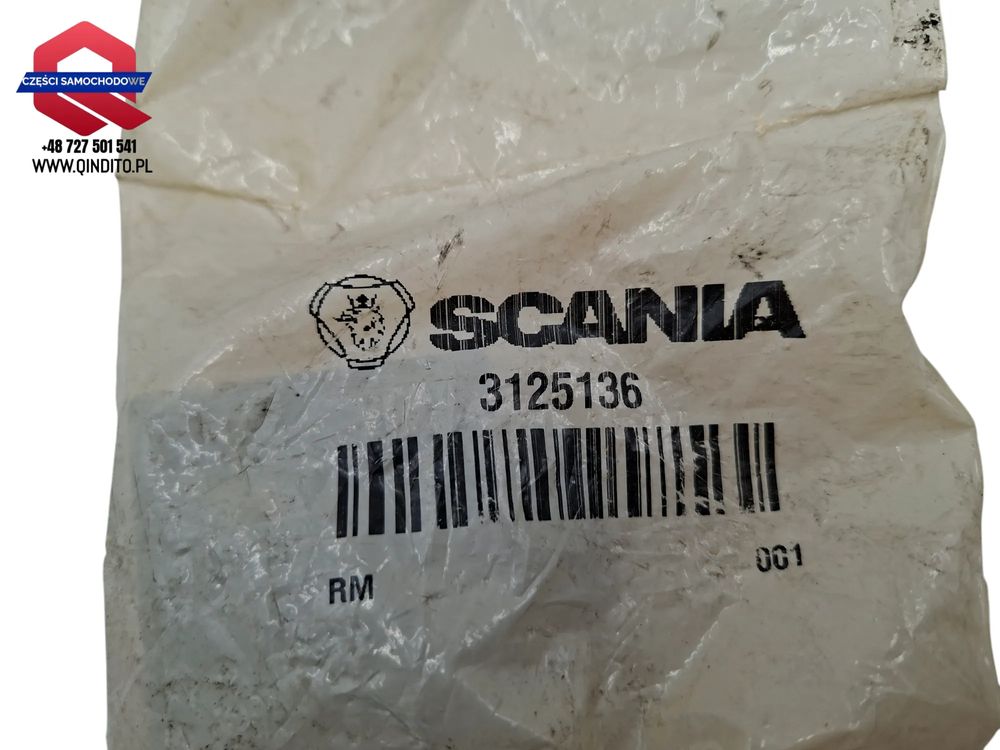 CZĘŚCI SAMOCHODOWE
+48 727 501 541
WWW.QINDITO.PL
SCANIA
3125136
RM
001